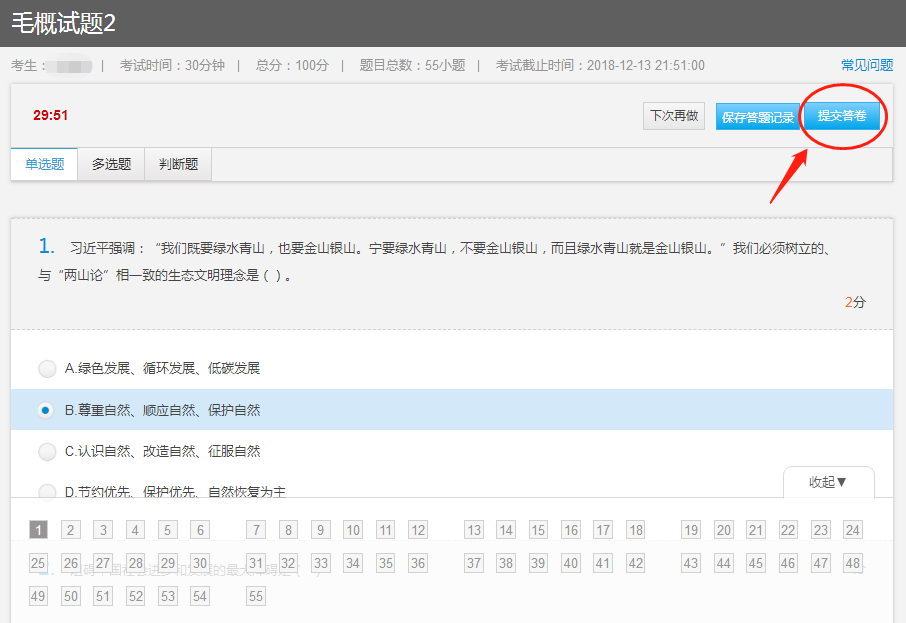 毛概试题2
考生： | 考试时间：30分钟 | 总分：100分 | 题目总数：55小题 | 考试截止时间：2018-12-13 21:51:00 常见问题
29:51 下次再做 保存答题记录 提交答卷
单选题 多选题 判断题
1. 习近平强调：“我们既要绿水青山，也要金山银山。宁要绿水青山，不要金山银山，而且绿水青山就是金山银山。”我们必须树立的、
与“两山论”相一致的生态文明理念是 ( ) 。
2分
A.绿色发展、循环发展、低碳发展
B.尊重自然、顺应自然、保护自然
C.认识自然、改造自然、征服自然
D.节约优先、保护优先、自然恢复为主
收起▼
1 2 3 4 5 6 7 8 9 10 11 12 13 14 15 16 17 18 19 20 21 22 23 24
25 26 27 28 29 30 31 32 33 34 35 36 37 38 39 40 41 42 43 44 45 46 47 48
49 50 51 52 53 54 55